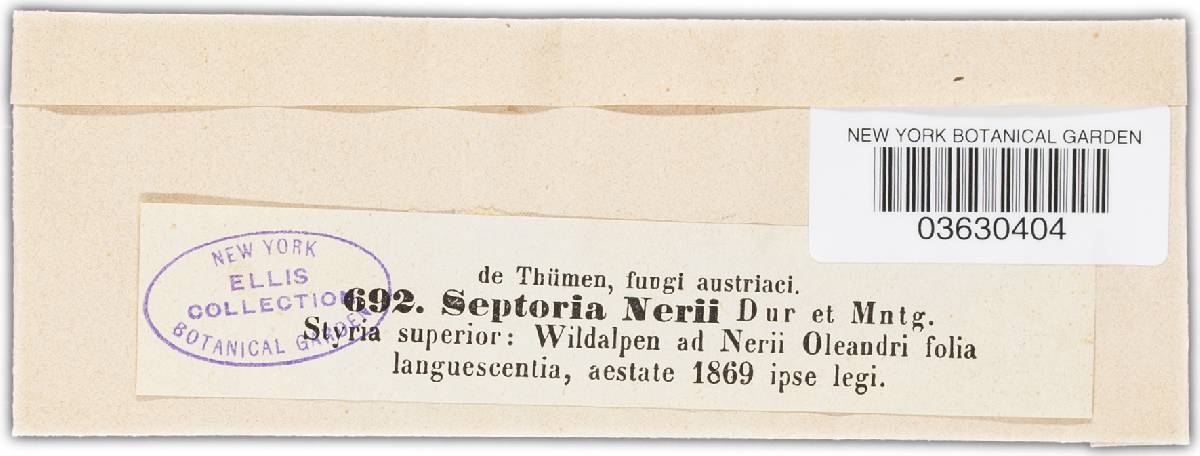 NEW YORK BOTANICAL GARDEN
03630404
NEW YORK
ELLIS
COLLECTION
BOTANICAL GARDEN
de Thümen, fungi austriaci.
692. Septoria Nerii Dur et Mntg.
Styria superior: Wildalpen ad Nerii Oleandri folia
languescentia, aestate 1869 ipse legi.